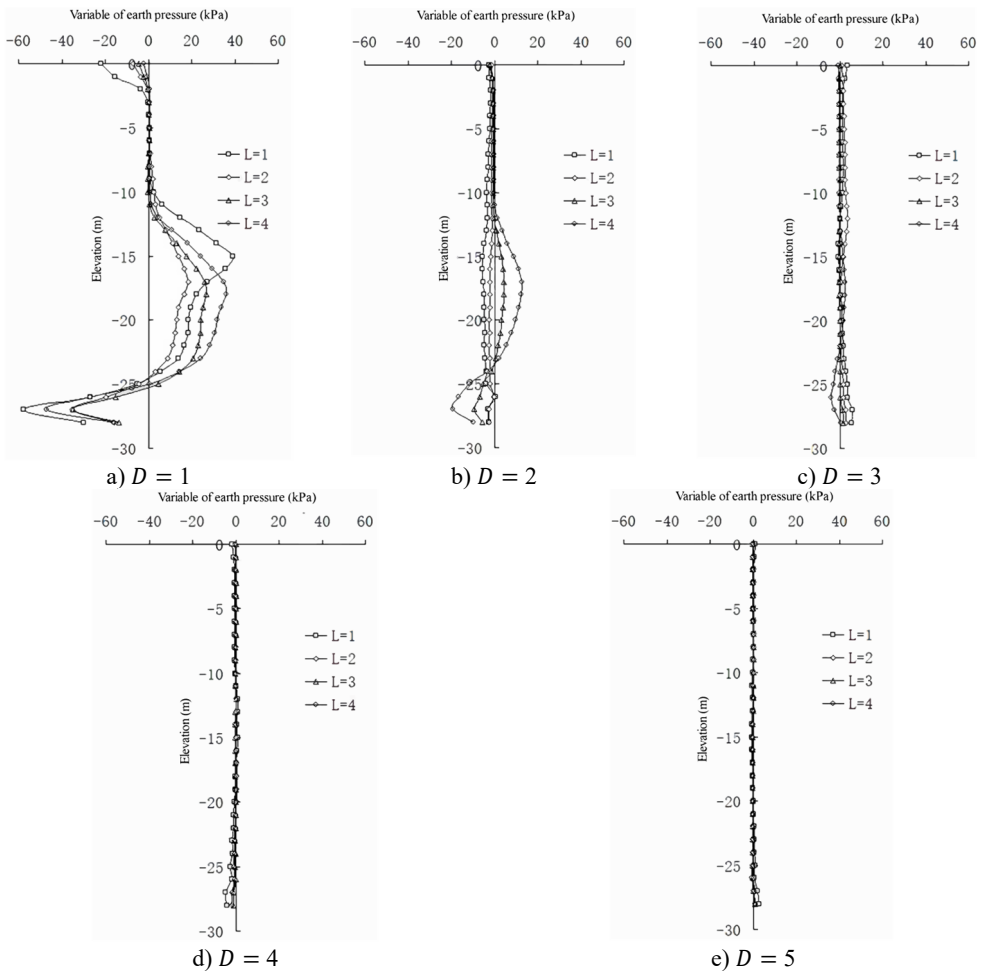 Variable of earth pressure (kPa)
-60 -40 -20 0 20 40 60
0
-5
-10
-15
-20
-25
-30
Elevation (m)
L=1
L=2
L=3
L=4
a) D = 1
Variable of earth pressure (kPa)
-60 -40 -20 0 20 40 60
0
-5
-10
-15
-20
-25
-30
Elevation (m)
L=1
L=2
L=3
L=4
b) D = 2
Variable of earth pressure (kPa)
-60 -40 -20 0 20 40 60
0
-5
-10
-15
-20
-25
-30
Elevation (m)
L=1
L=2
L=3
L=4
c) D = 3
Variable of earth pressure (kPa)
-60 -40 -20 0 20 40 60
0
-5
-10
-15
-20
-25
-30
Elevation (m)
L=1
L=2
L=3
L=4
d) D = 4
Variable of earth pressure (kPa)
-60 -40 -20 0 20 40 60
0
-5
-10
-15
-20
-25
-30
Elevation (m)
L=1
L=2
L=3
L=4
e) D = 5